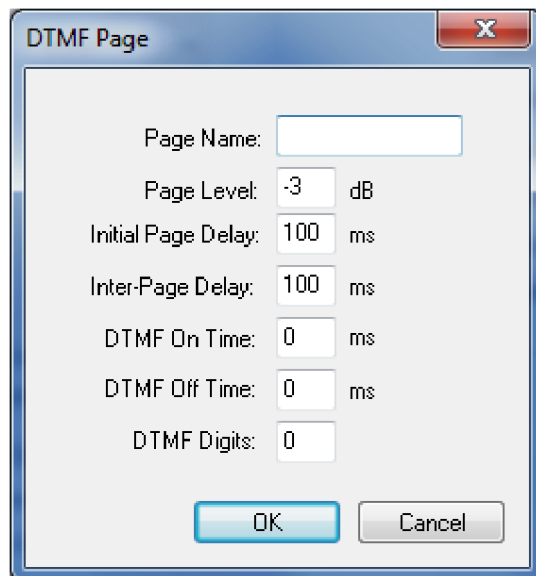 DTMF Page
Page Name:
Page Level: -3 dB
Initial Page Delay: 100 ms
Inter-Page Delay: 100 ms
DTMF On Time: 0 ms
DTMF Off Time: 0 ms
DTMF Digits: 0
OK Cancel